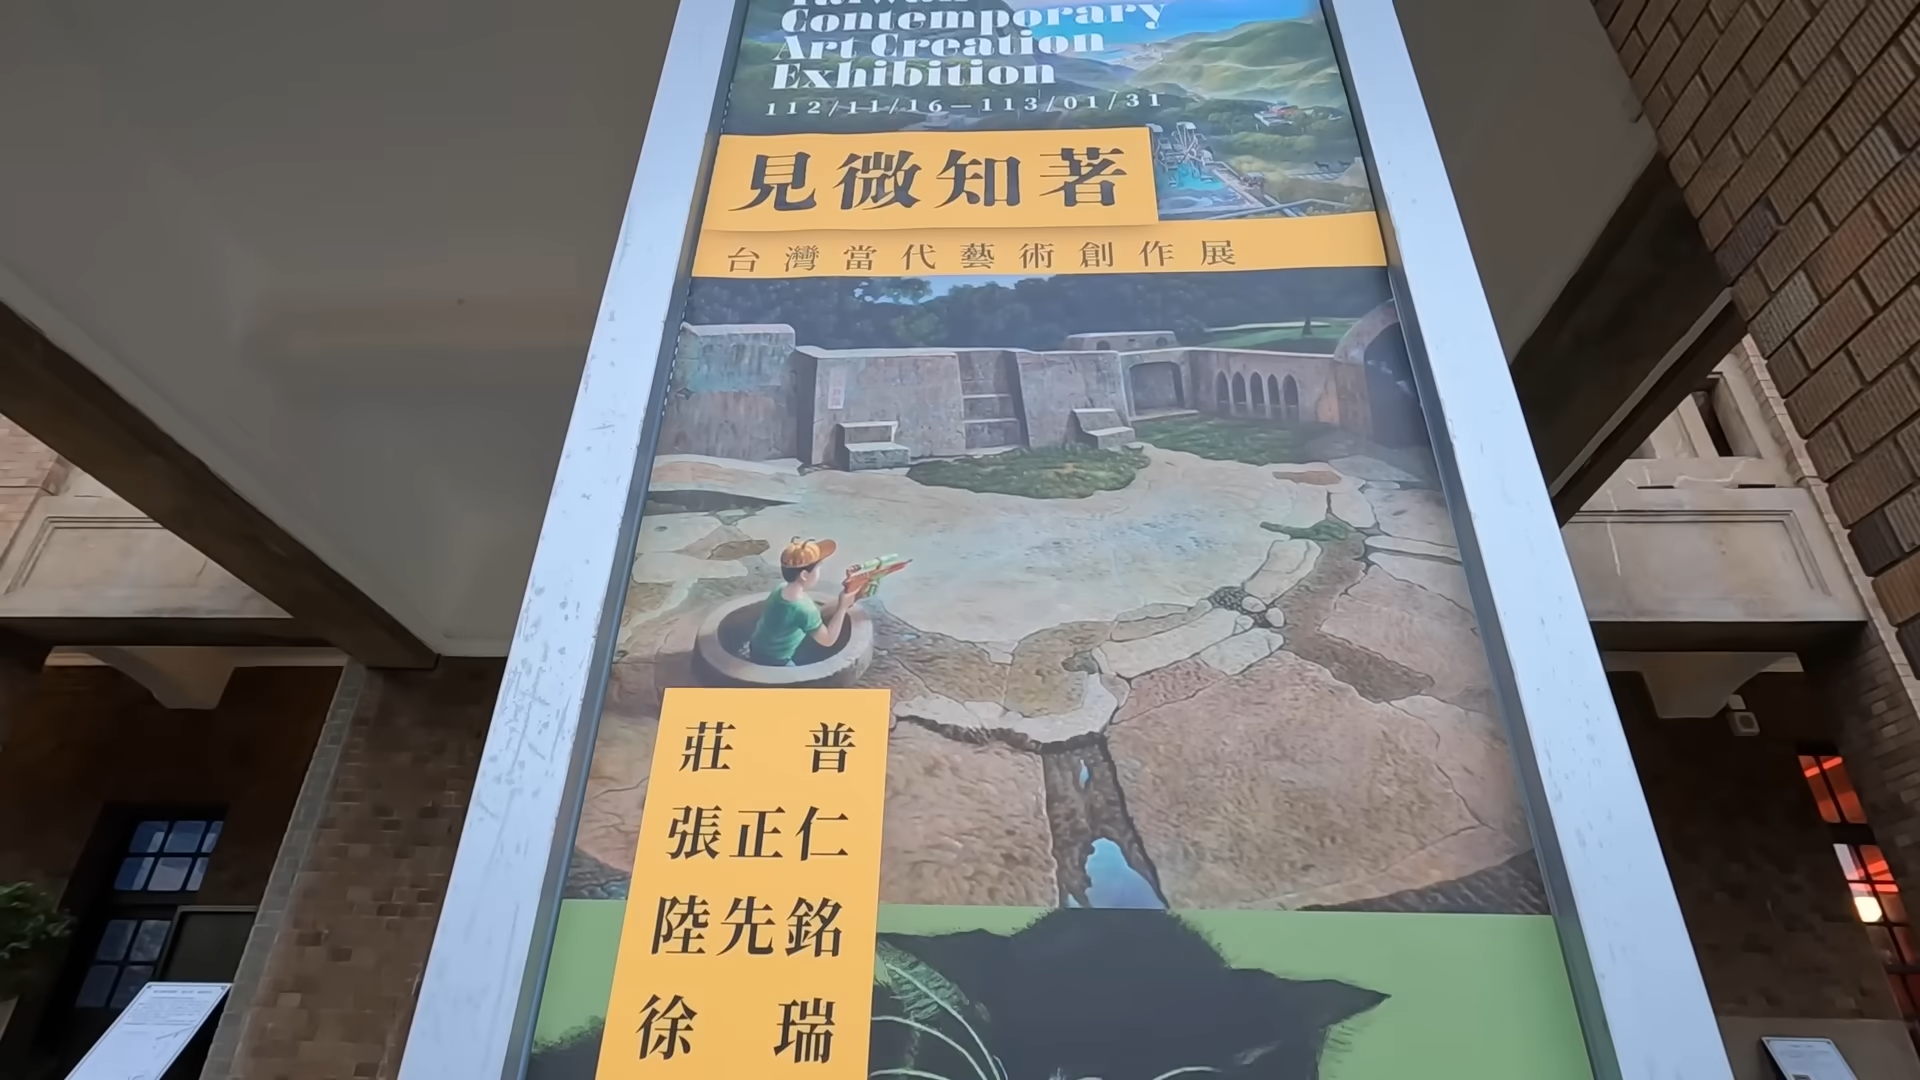 Contemporary
Art Creation
Exhibition
112/11/16－113/01/31
見微知著
台灣當代藝術創作展
莊　普
張正仁
陸先銘
徐　瑞